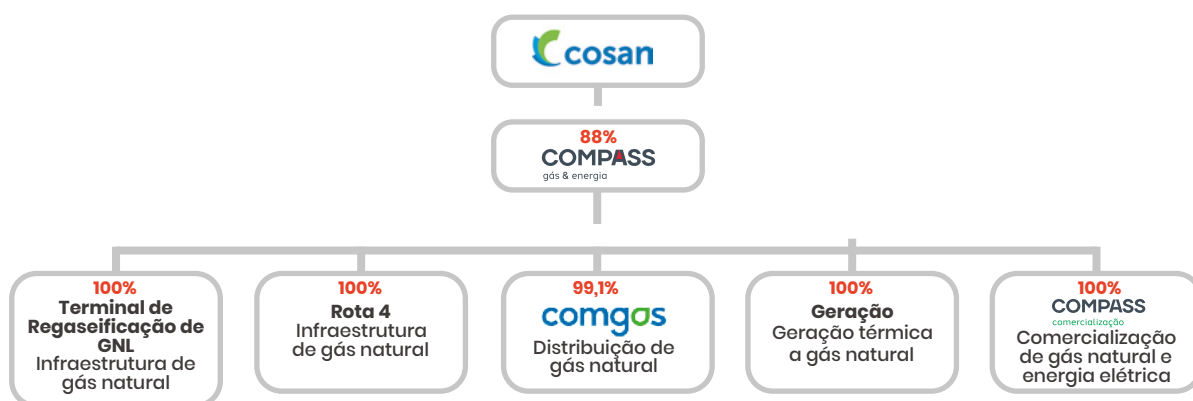 cosan
88%
COMPASS
gás & energia
100%
Terminal de
Regaseificação de
GNL
Infraestrutura de
gás natural
100%
Rota 4
Infraestrutura
de gás natural
99,1%
comgas
Distribuição de
gás natural
100%
Geração
Geração térmica
a gás natural
100%
COMPASS
comercialização
Comercialização
de gás natural e
energia elétrica